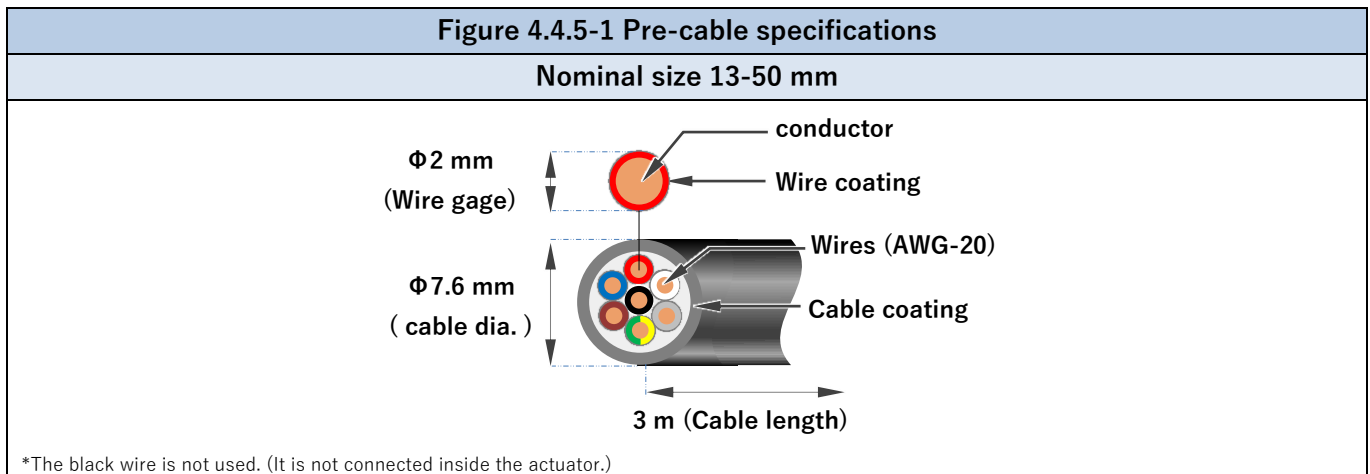 Figure 4.4.5-1 Pre-cable specifications
Nominal size 13-50 mm
conductor
Φ2 mm
(Wire gage)
Wire coating
Wires (AWG-20)
Φ7.6 mm
( cable dia. )
Cable coating
3 m (Cable length)
*The black wire is not used. (It is not connected inside the actuator.)